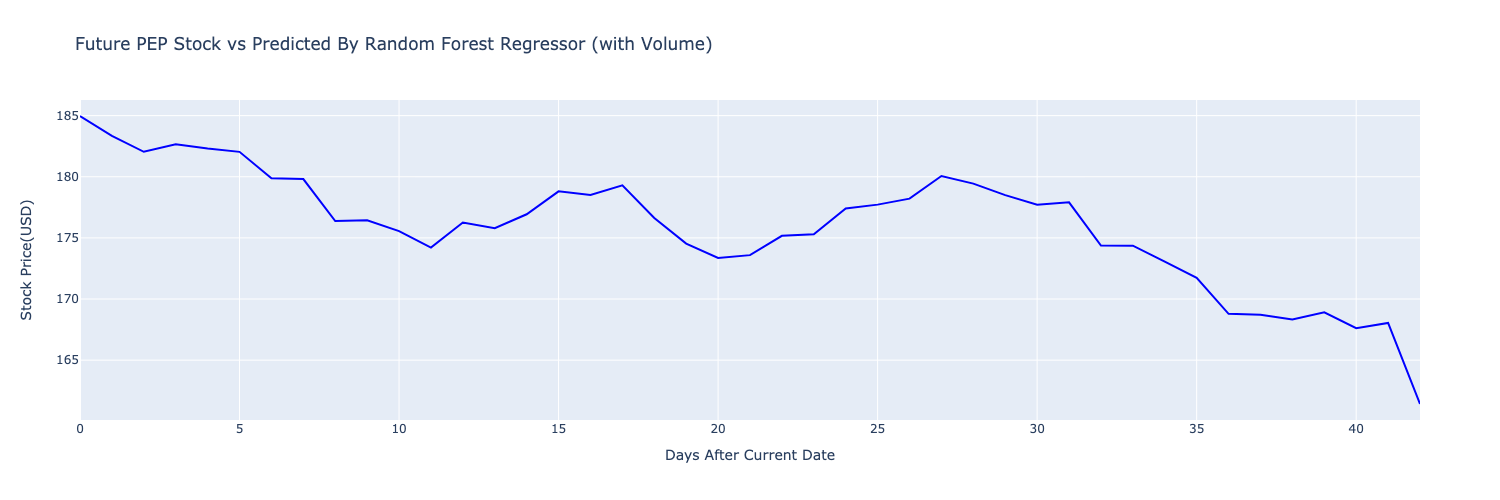 Future PEP Stock vs Predicted By Random Forest Regressor (with Volume)
Stock Price(USD)
185
180
175
170
165
0 5 10 15 20 25 30 35 40
Days After Current Date